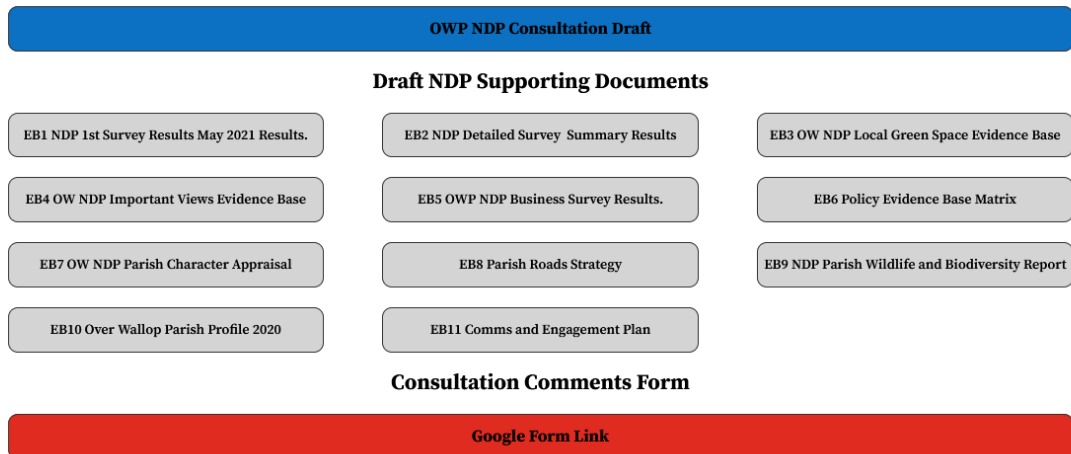 OWP NDP Consultation Draft
Draft NDP Supporting Documents
EB1 NDP 1st Survey Results May 2021 Results.
EB2 NDP Detailed Survey  Summary Results
EB3 OW NDP Local Green Space Evidence Base
EB4 OW NDP Important Views Evidence Base
EB5 OWP NDP Business Survey Results.
EB6 Policy Evidence Base Matrix
EB7 OW NDP Parish Character Appraisal
EB8 Parish Roads Strategy
EB9 NDP Parish Wildlife and Biodiversity Report
EB10 Over Wallop Parish Profile 2020
EB11 Comms and Engagement Plan
Consultation Comments Form
Google Form Link